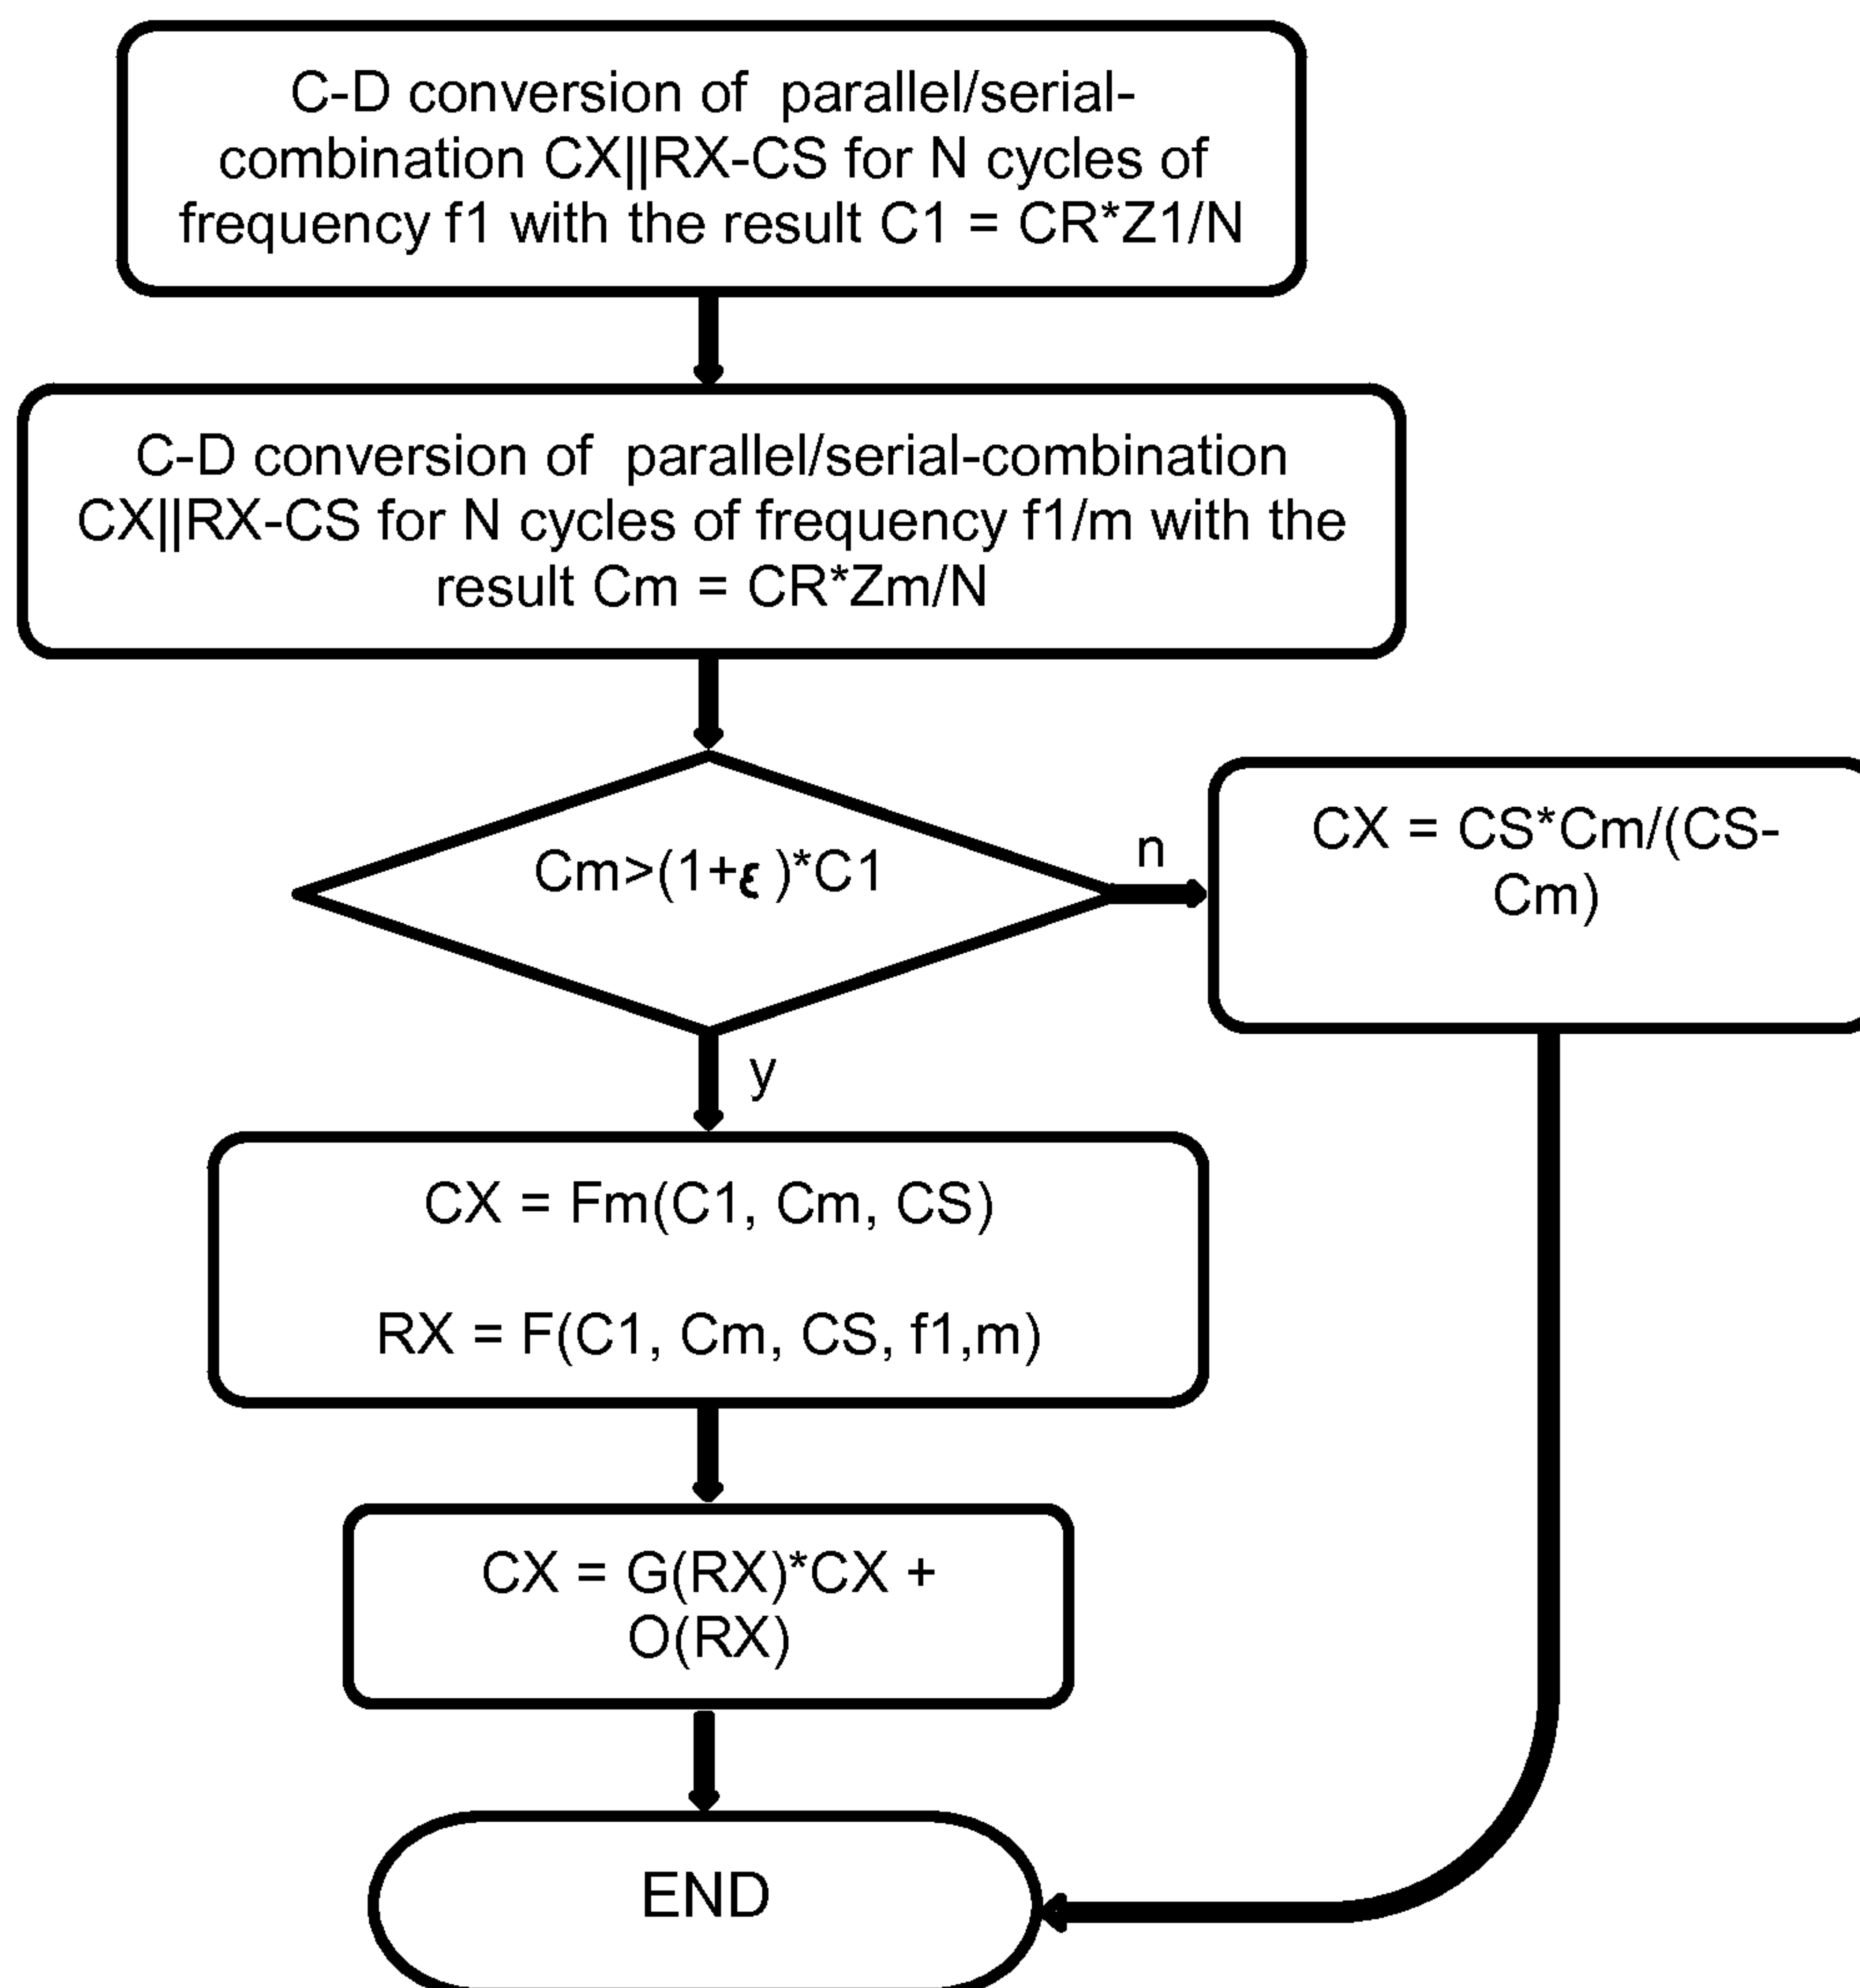 C-D conversion of parallel/serial-
combination CX||RX-CS for N cycles of
frequency f1 with the result C1 = CR*Z1/N
C-D conversion of parallel/serial-combination
CX||RX-CS for N cycles of frequency f1/m with the
result Cm = CR*Zm/N
Cm>(1+ε )*C1
n
CX = CS*Cm/(CS-
Cm)
y
CX = Fm(C1, Cm, CS)
RX = F(C1, Cm, CS, f1,m)
CX = G(RX)*CX +
O(RX)
END